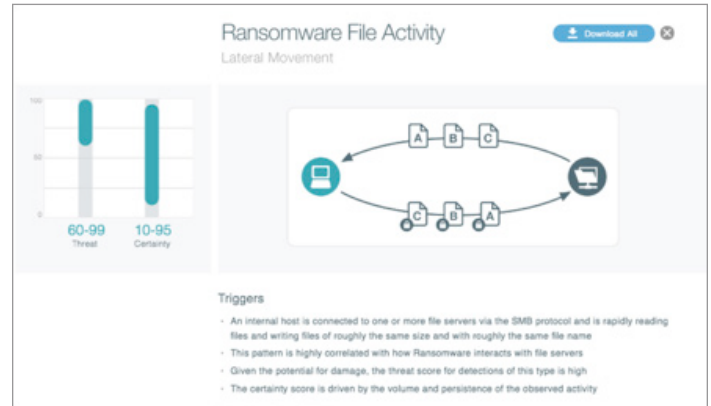 Ransomware File Activity
Download All
Lateral Movement
100
50
0
60-99
Threat
10-95
Certainty
A B C
C B A
Triggers
- An internal host is connected to one or more file servers via the SMB protocol and is rapidly reading
files and writing files of roughly the same size and with roughly the same file name
- This pattern is highly correlated with how Ransomware interacts with file servers
- Given the potential for damage, the threat score for detections of this type is high
- The certainty score is driven by the volume and persistence of the observed activity